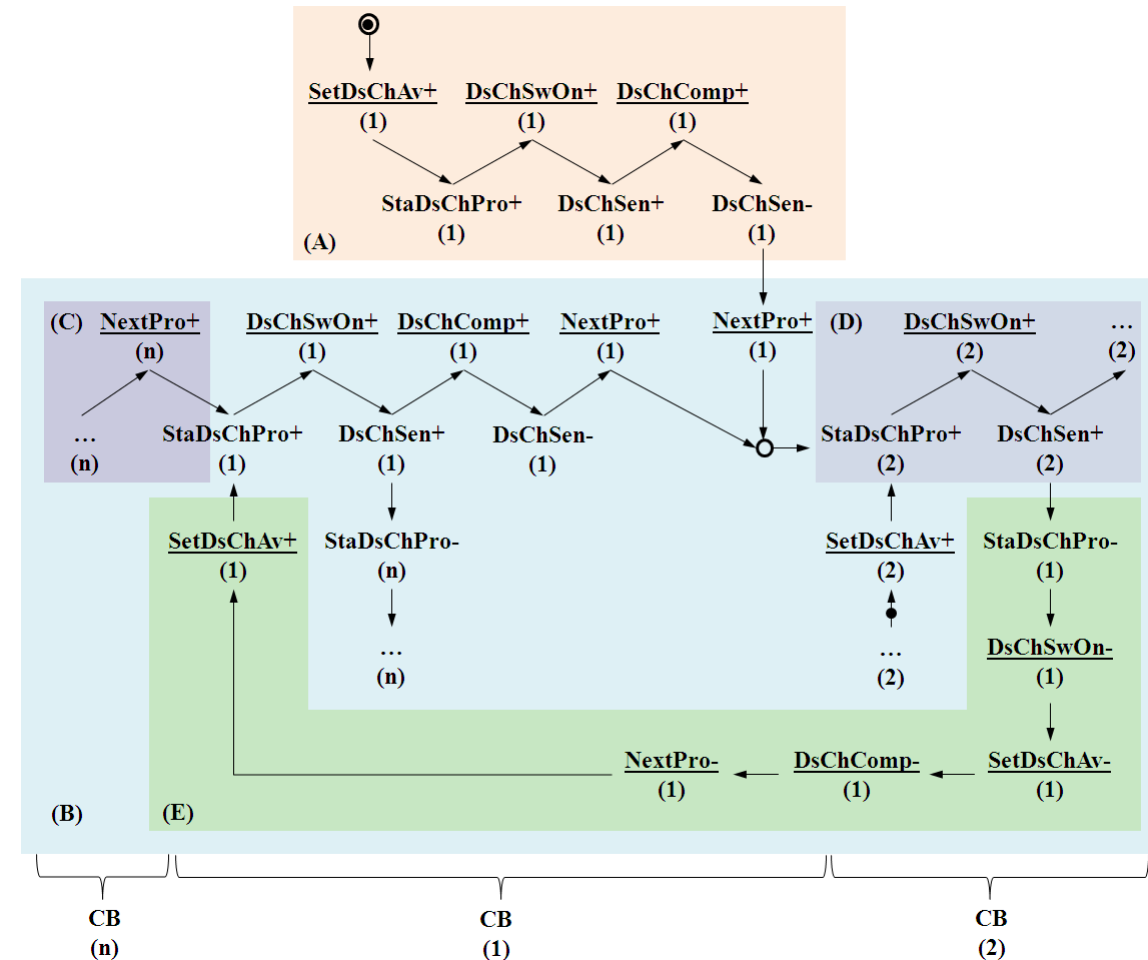 SetDsChAv+ DsChSwOn+ DsChComp+
(1) (1) (1)
StaDsChPro+ DsChSen+ DsChSen-
(A) (1) (1) (1)
(C) NextPro+ DsChSwOn+ DsChComp+ NextPro+ NextPro+ (D) DsChSwOn+ ...
(n) (1) (1) (1) (1) (2) (2)
... StaDsChPro+ DsChSen+ DsChSen- StaDsChPro+ DsChSen+
(n) (1) (1) (1) (2) (2)
SetDsChAv+ StaDsChPro- SetDsChAv+ StaDsChPro-
(1) (n) (2) (1)
... ... DsChSwOn-
(n) (2) (1)
NextPro- DsChComp- SetDsChAv-
(1) (1) (1)
(B) (E)
CB CB CB
(n) (1) (2)